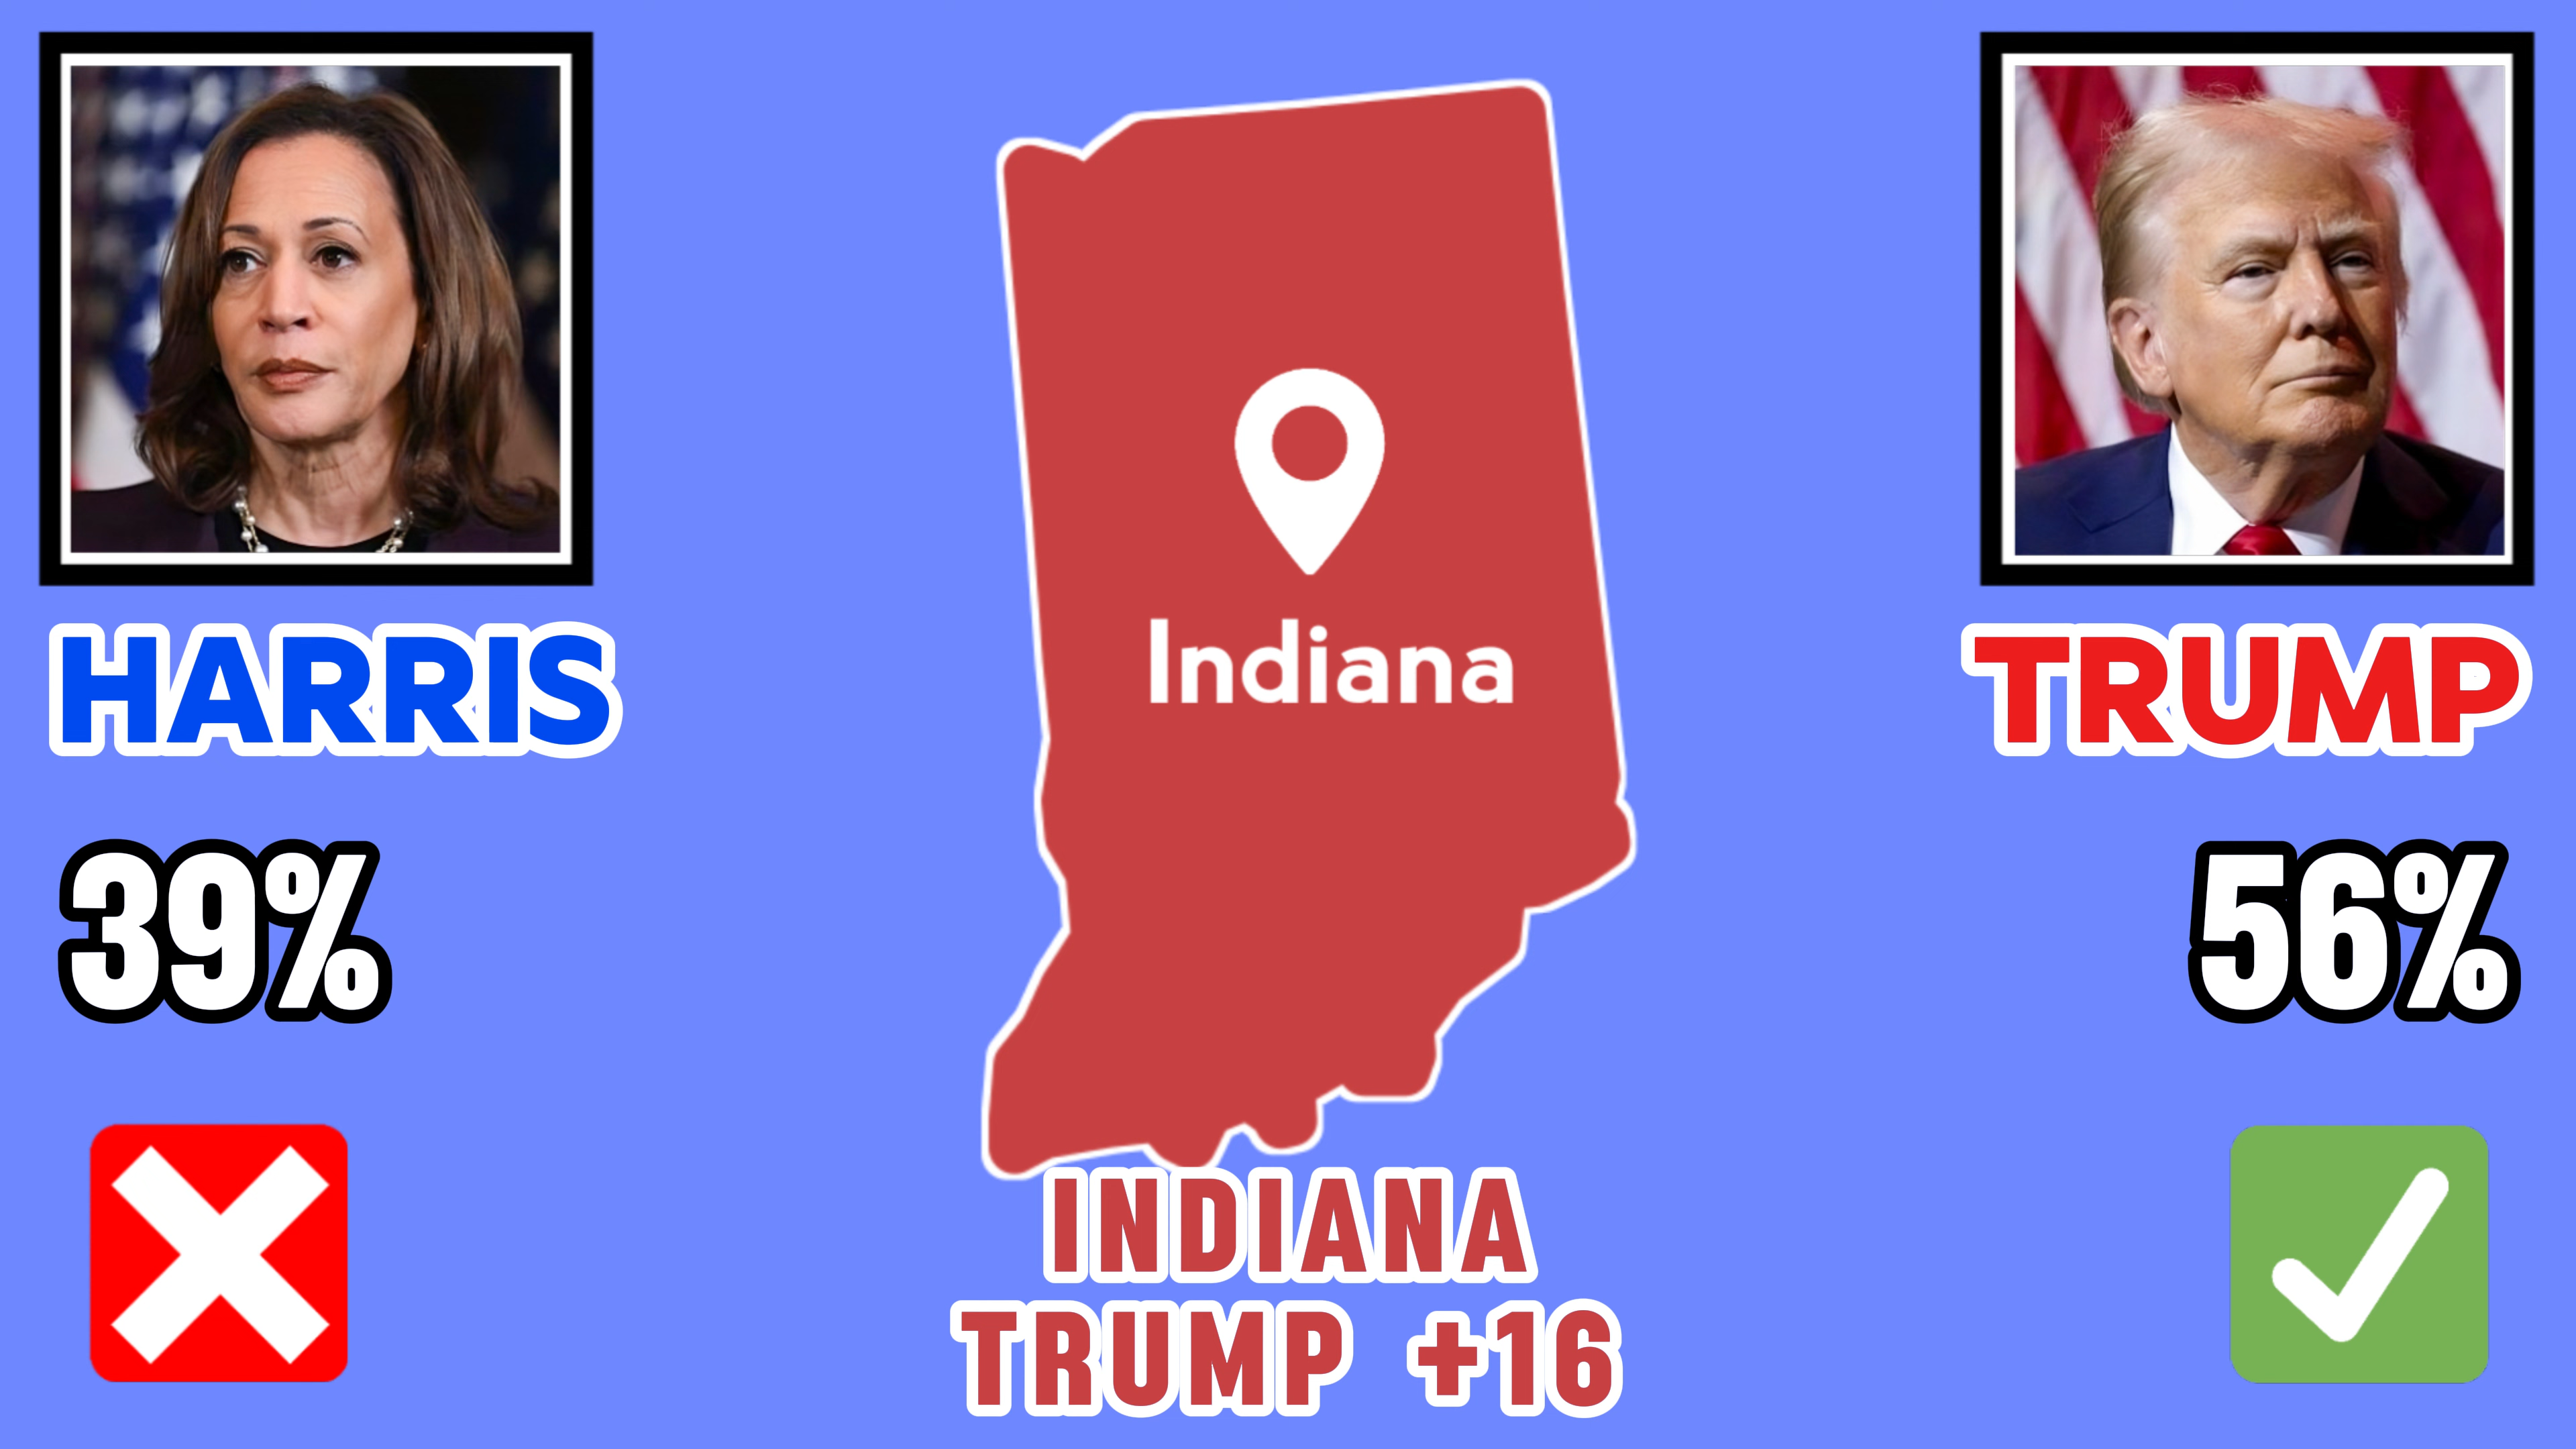 Indiana
HARRIS
TRUMP
39%
56%
INDIANA
TRUMP +16